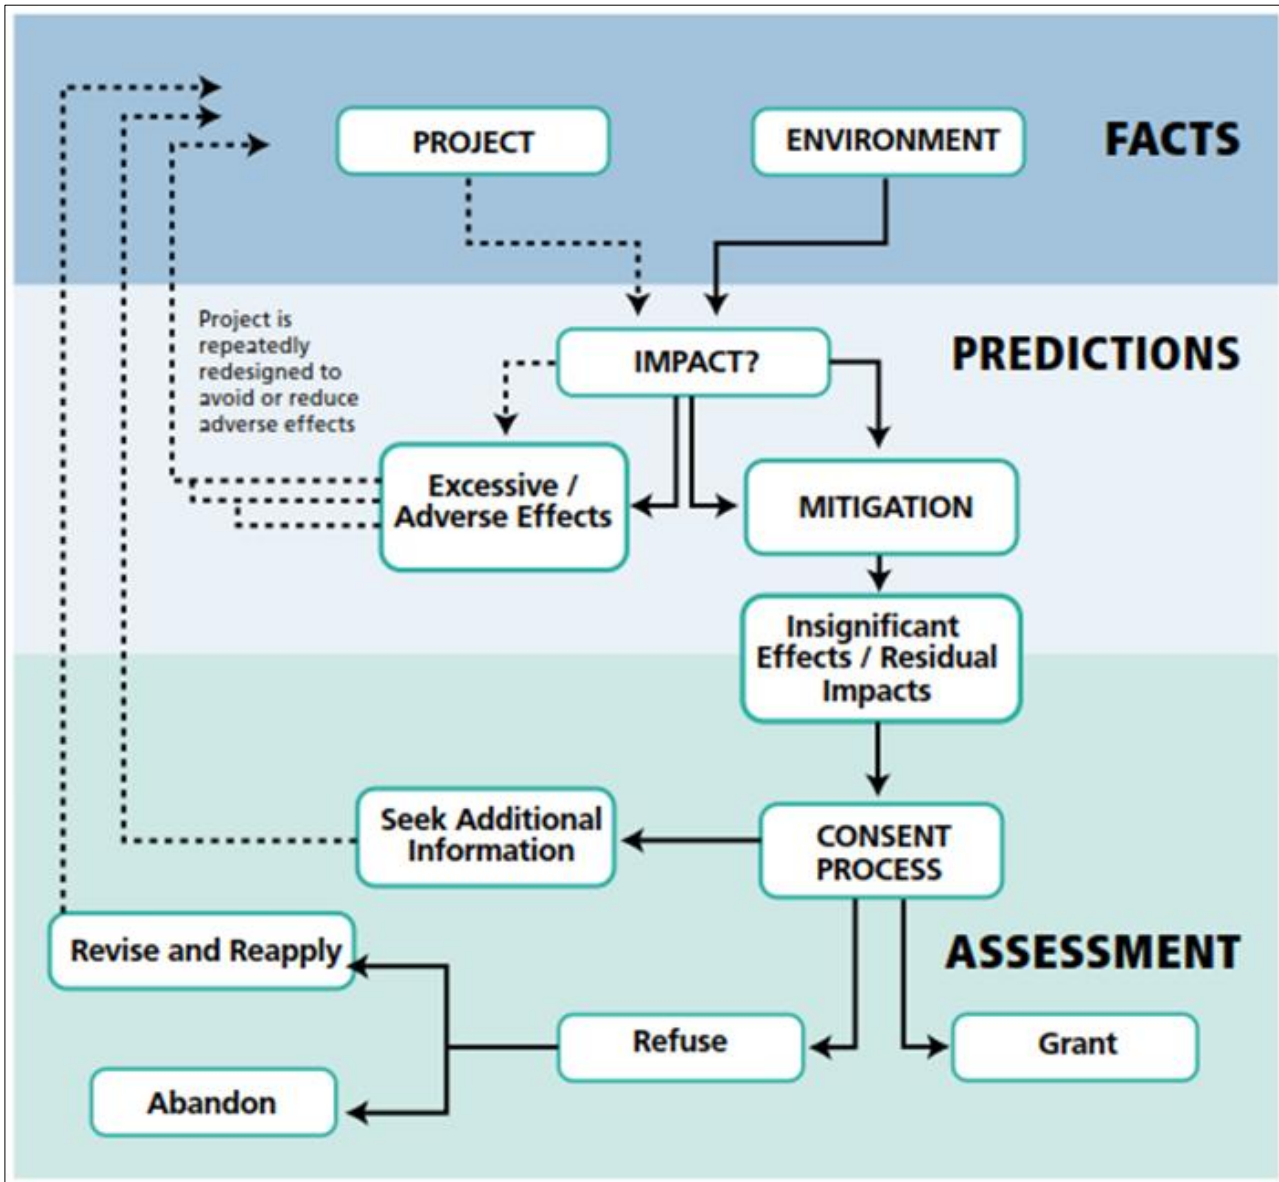 PROJECT
ENVIRONMENT
FACTS
Project is
repeatedly
redesigned to
avoid or reduce
adverse effects
IMPACT?
PREDICTIONS
Excessive /
Adverse Effects
MITIGATION
Insignificant
Effects / Residual
Impacts
Seek Additional
Information
CONSENT
PROCESS
Revise and Reapply
ASSESSMENT
Refuse
Grant
Abandon